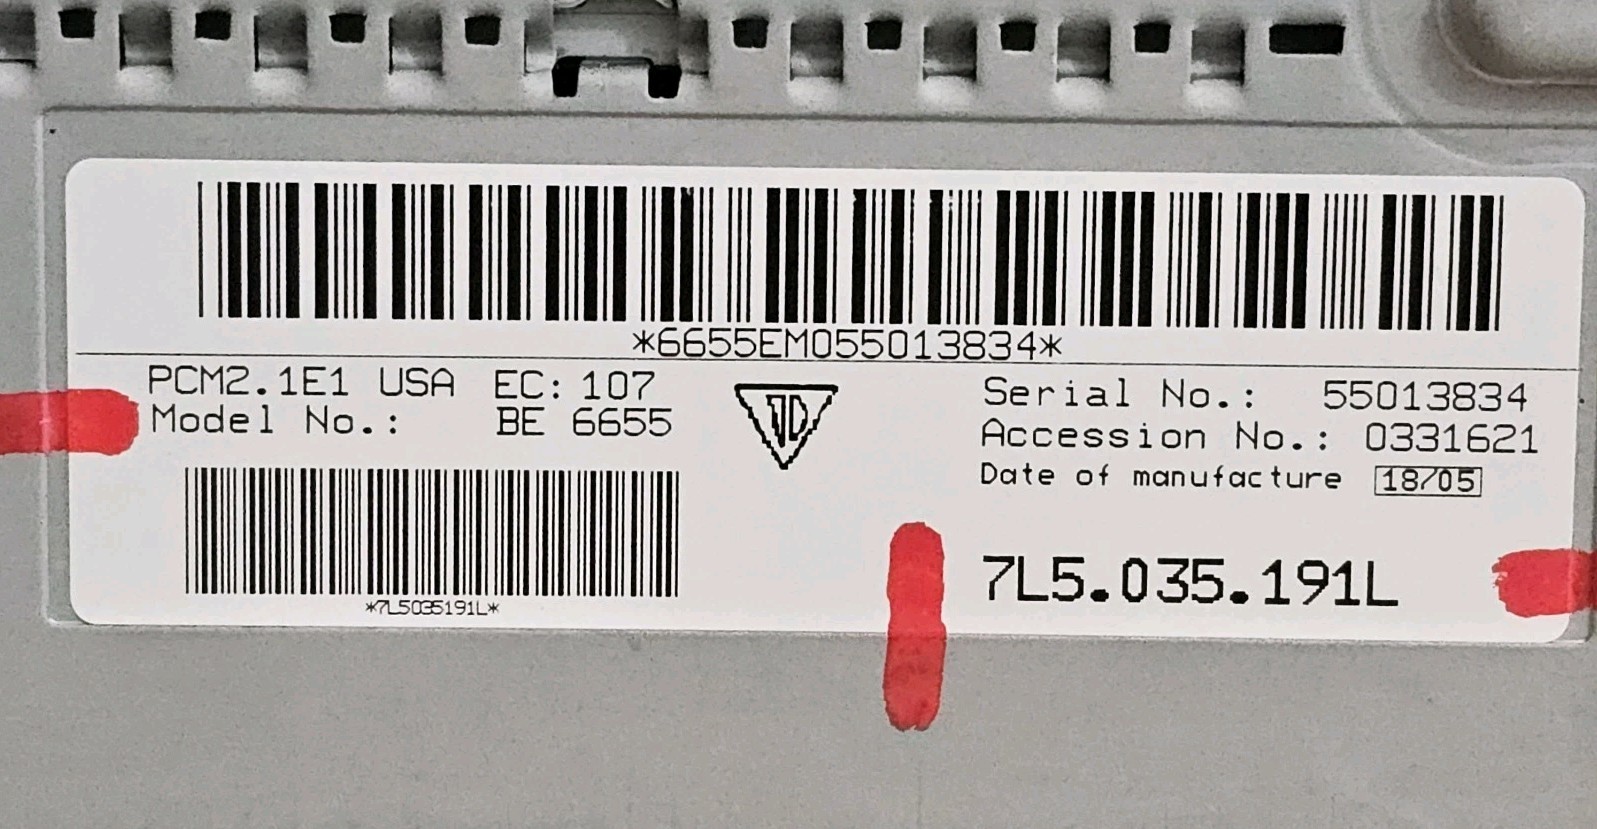 *6655EM055013834*
PCM2.1E1 USA EC: 107
Model No.: BE 6655
Serial No.: 55013834
Accession No.: 0331621
Date of manufacture 18/05
7L5.035.191L
*7L5035191L*